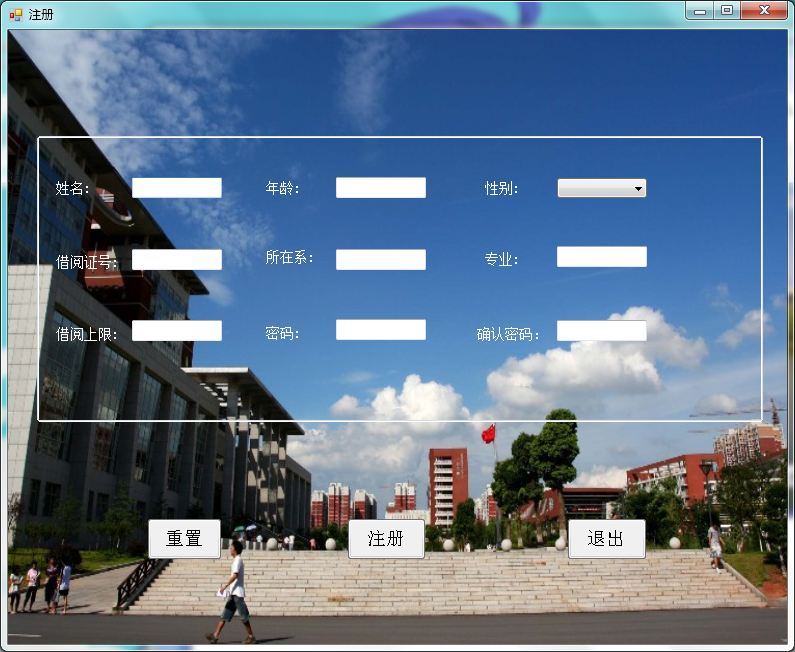 注册
姓名： 年龄： 性别：
借阅证号： 所在系： 专业：
借阅上限： 密码： 确认密码：
重置 注册 退出